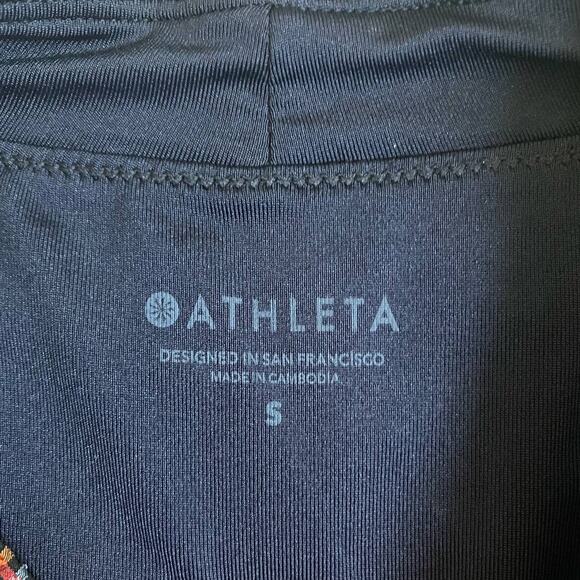 ATHLETA
DESIGNED IN SAN FRANCISCO
MADE IN CAMBODIA
S